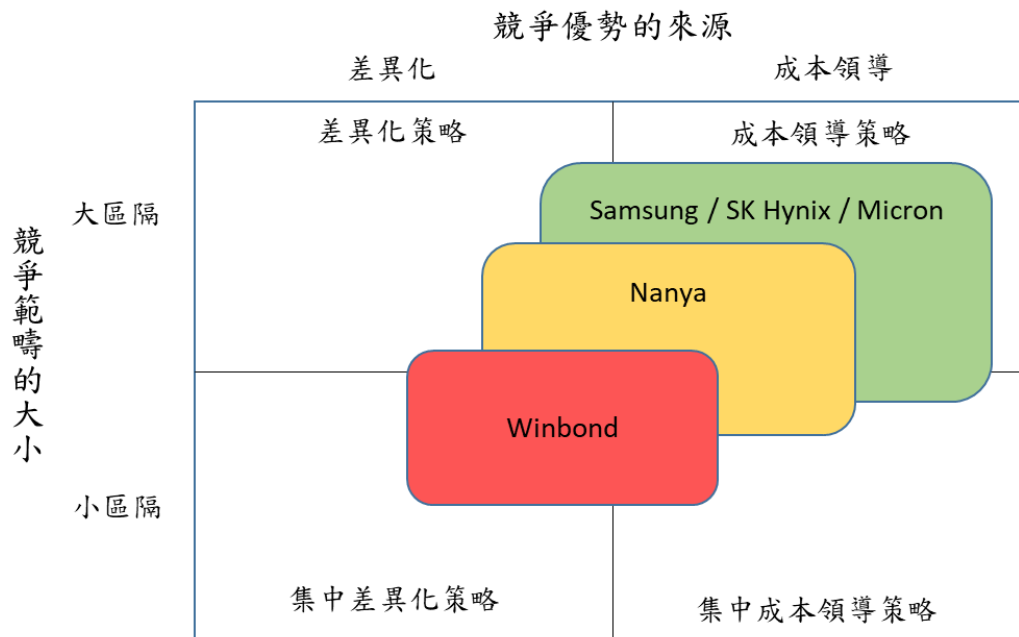 競爭優勢的來源
差異化
成本領導
差異化策略
成本領導策略
大區隔
Samsung / SK Hynix / Micron
競爭範疇的大小
Nanya
Winbond
小區隔
集中差異化策略
集中成本領導策略